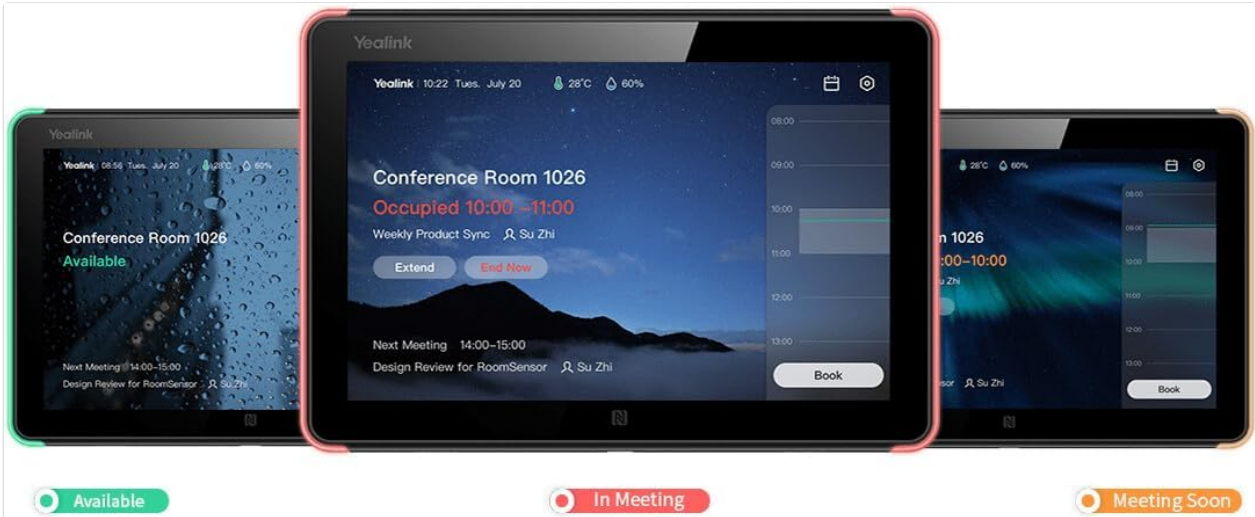 Yealink
Yealink 08:56 Tues. July 20 28°C 60%
Conference Room 1026
Available
Next Meeting 14:00–15:00
Design Review for RoomSensor Su Zhi
Yealink
Yealink 10:22 Tues. July 20 28°C 60%
Conference Room 1026
Occupied 10:00 –11:00
Weekly Product Sync Su Zhi
Extend End Now
Next Meeting 14:00–15:00
Design Review for RoomSensor Su Zhi
08:00
09:00
10:00
11:00
12:00
13:00
Book
28°C 60%
1026
:00–10:00
Zhi
sor Su Zhi
08:00
09:00
10:00
11:00
12:00
13:00
Book
Available
In Meeting
Meeting Soon